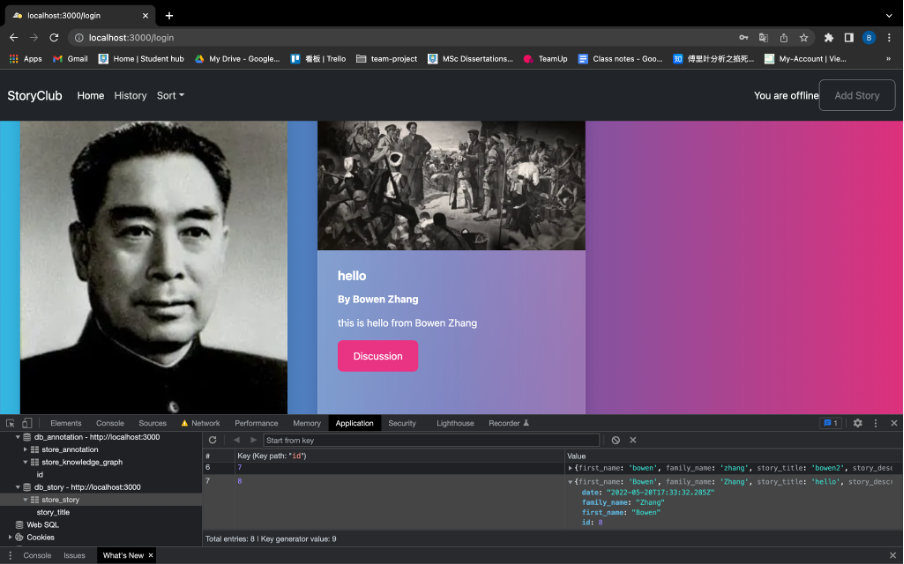 localhost:3000/login
localhost:3000/login
B
Apps
Gmail
Home | Student hub
My Drive - Google...
看板 | Trello
team-project
MSc Dissertations...
TeamUp
Class notes - Goo...
知
傅里叶分析之掐死...
My-Account | Vie...
»
StoryClub
Home
History
Sort
You are offline
Add Story
hello
By Bowen Zhang
this is hello from Bowen Zhang
Discussion
Elements
Console
Sources
Network
Performance
Memory
Application
Security
Lighthouse
Recorder
1
db_annotation - http://localhost:3000
store_annotation
store_knowledge_graph
id
db_story - http://localhost:3000
store_story
story_title
Web SQL
Cookies
Start from key
# Key (Key path: "id") Value
6 7 {first_name: 'bowen', family_name: 'zhang', story_title: 'bowen2', story_desc
7 8 {first_name: 'Bowen', family_name: 'Zhang', story_title: 'hello', story_descr
date: "2022-05-20T17:33:32.285Z"
family_name: "Zhang"
first_name: "Bowen"
id: 8
Total entries: 8 | Key generator value: 9
Console
Issues
What's New